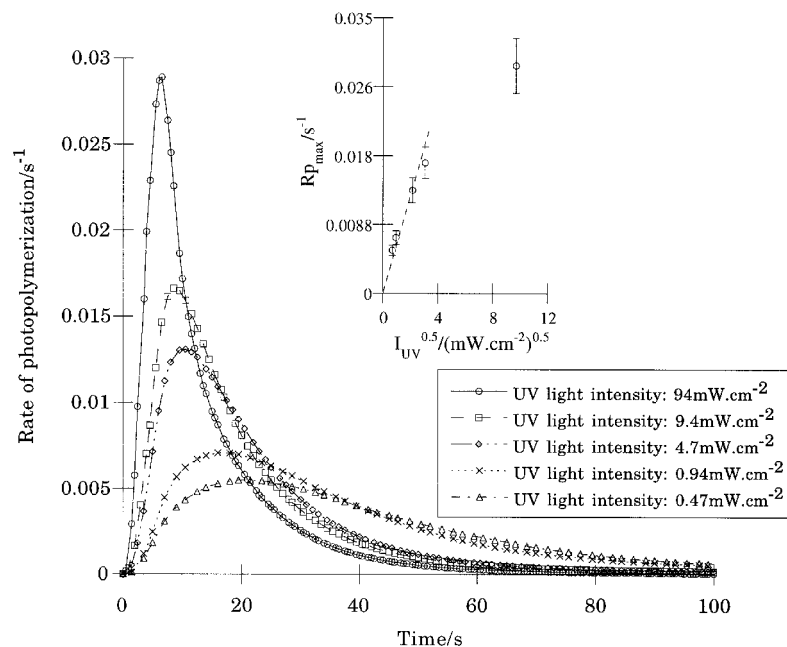 0.03
0.025
0.02
0.015
0.01
0.005
0
Rate of photopolymerization/s⁻¹
0 20 40 60 80 100
Time/s
0.035
0.026
0.018
0.0088
0
Rp_max/s⁻¹
0 4 8 12
I_UV^0.5/(mW.cm⁻²)^0.5
UV light intensity: 94mW.cm⁻²
UV light intensity: 9.4mW.cm⁻²
UV light intensity: 4.7mW.cm⁻²
UV light intensity: 0.94mW.cm⁻²
UV light intensity: 0.47mW.cm⁻²